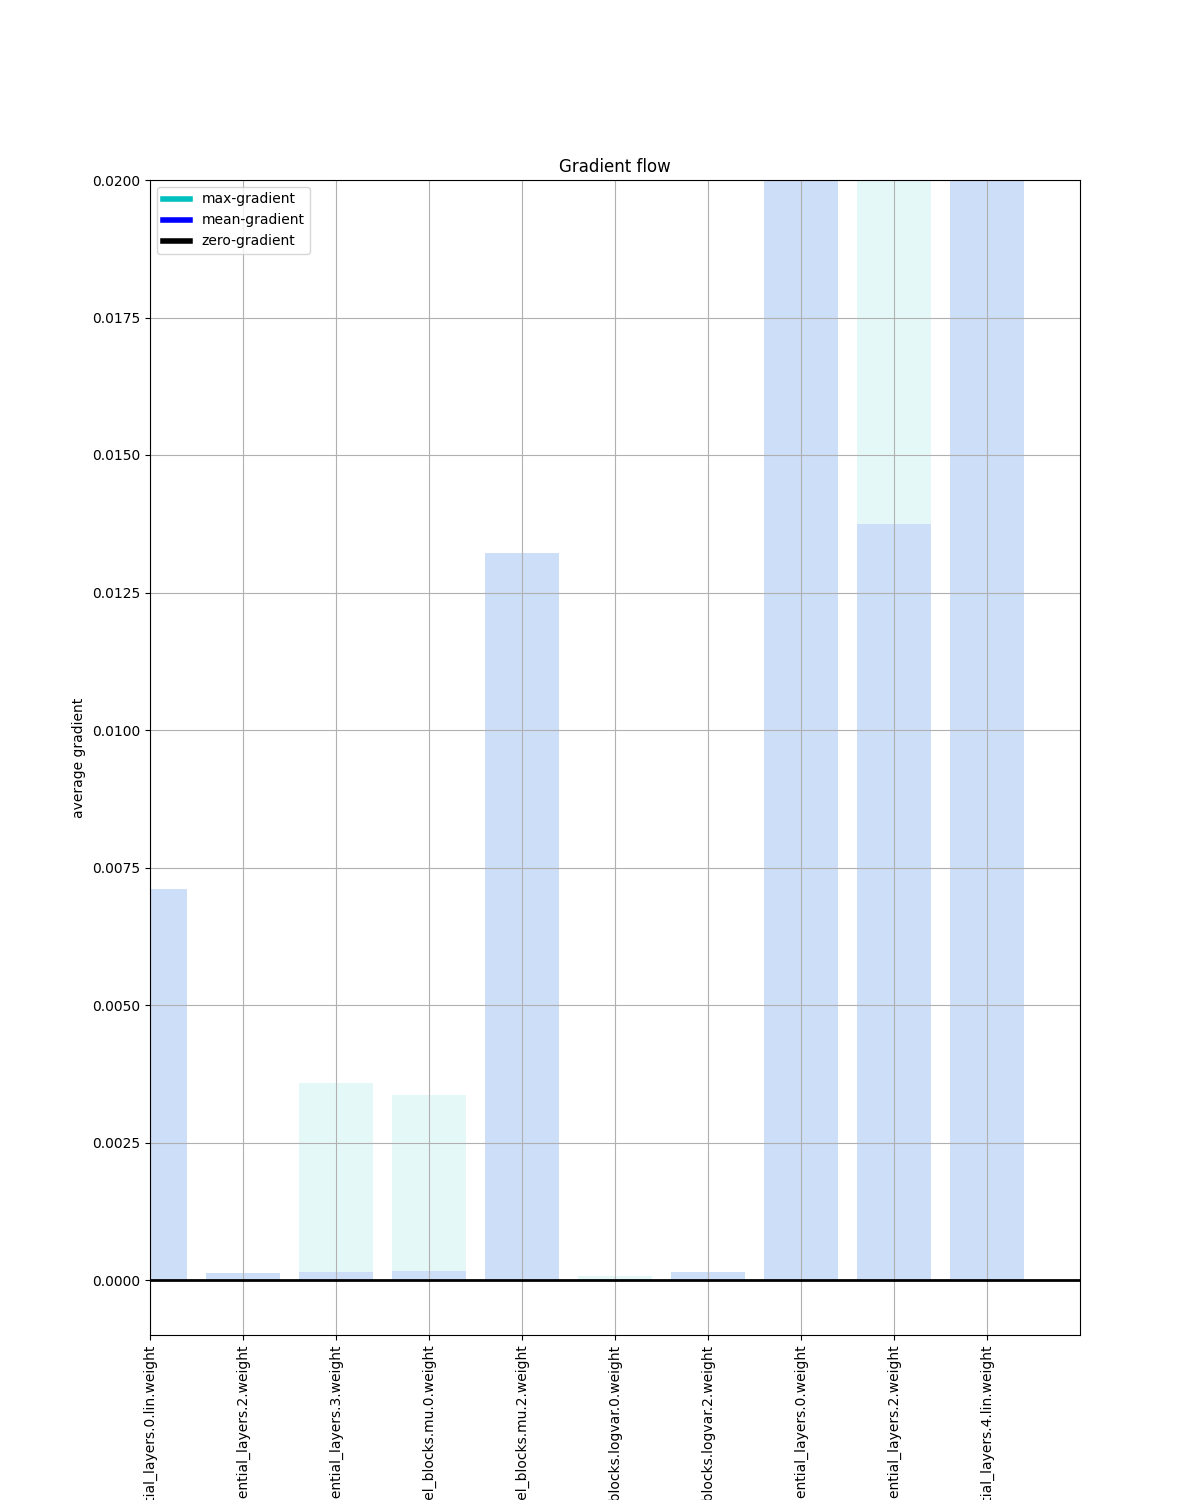 Gradient flow
max-gradient
mean-gradient
zero-gradient
0.0200
0.0175
0.0150
0.0125
0.0100
0.0075
0.0050
0.0025
0.0000
average gradient
tial_layers.0.lin.weight
ential_layers.2.weight
ential_layers.3.weight
el_blocks.mu.0.weight
el_blocks.mu.2.weight
blocks.logvar.0.weight
blocks.logvar.2.weight
ential_layers.0.weight
ential_layers.2.weight
tial_layers.4.lin.weight